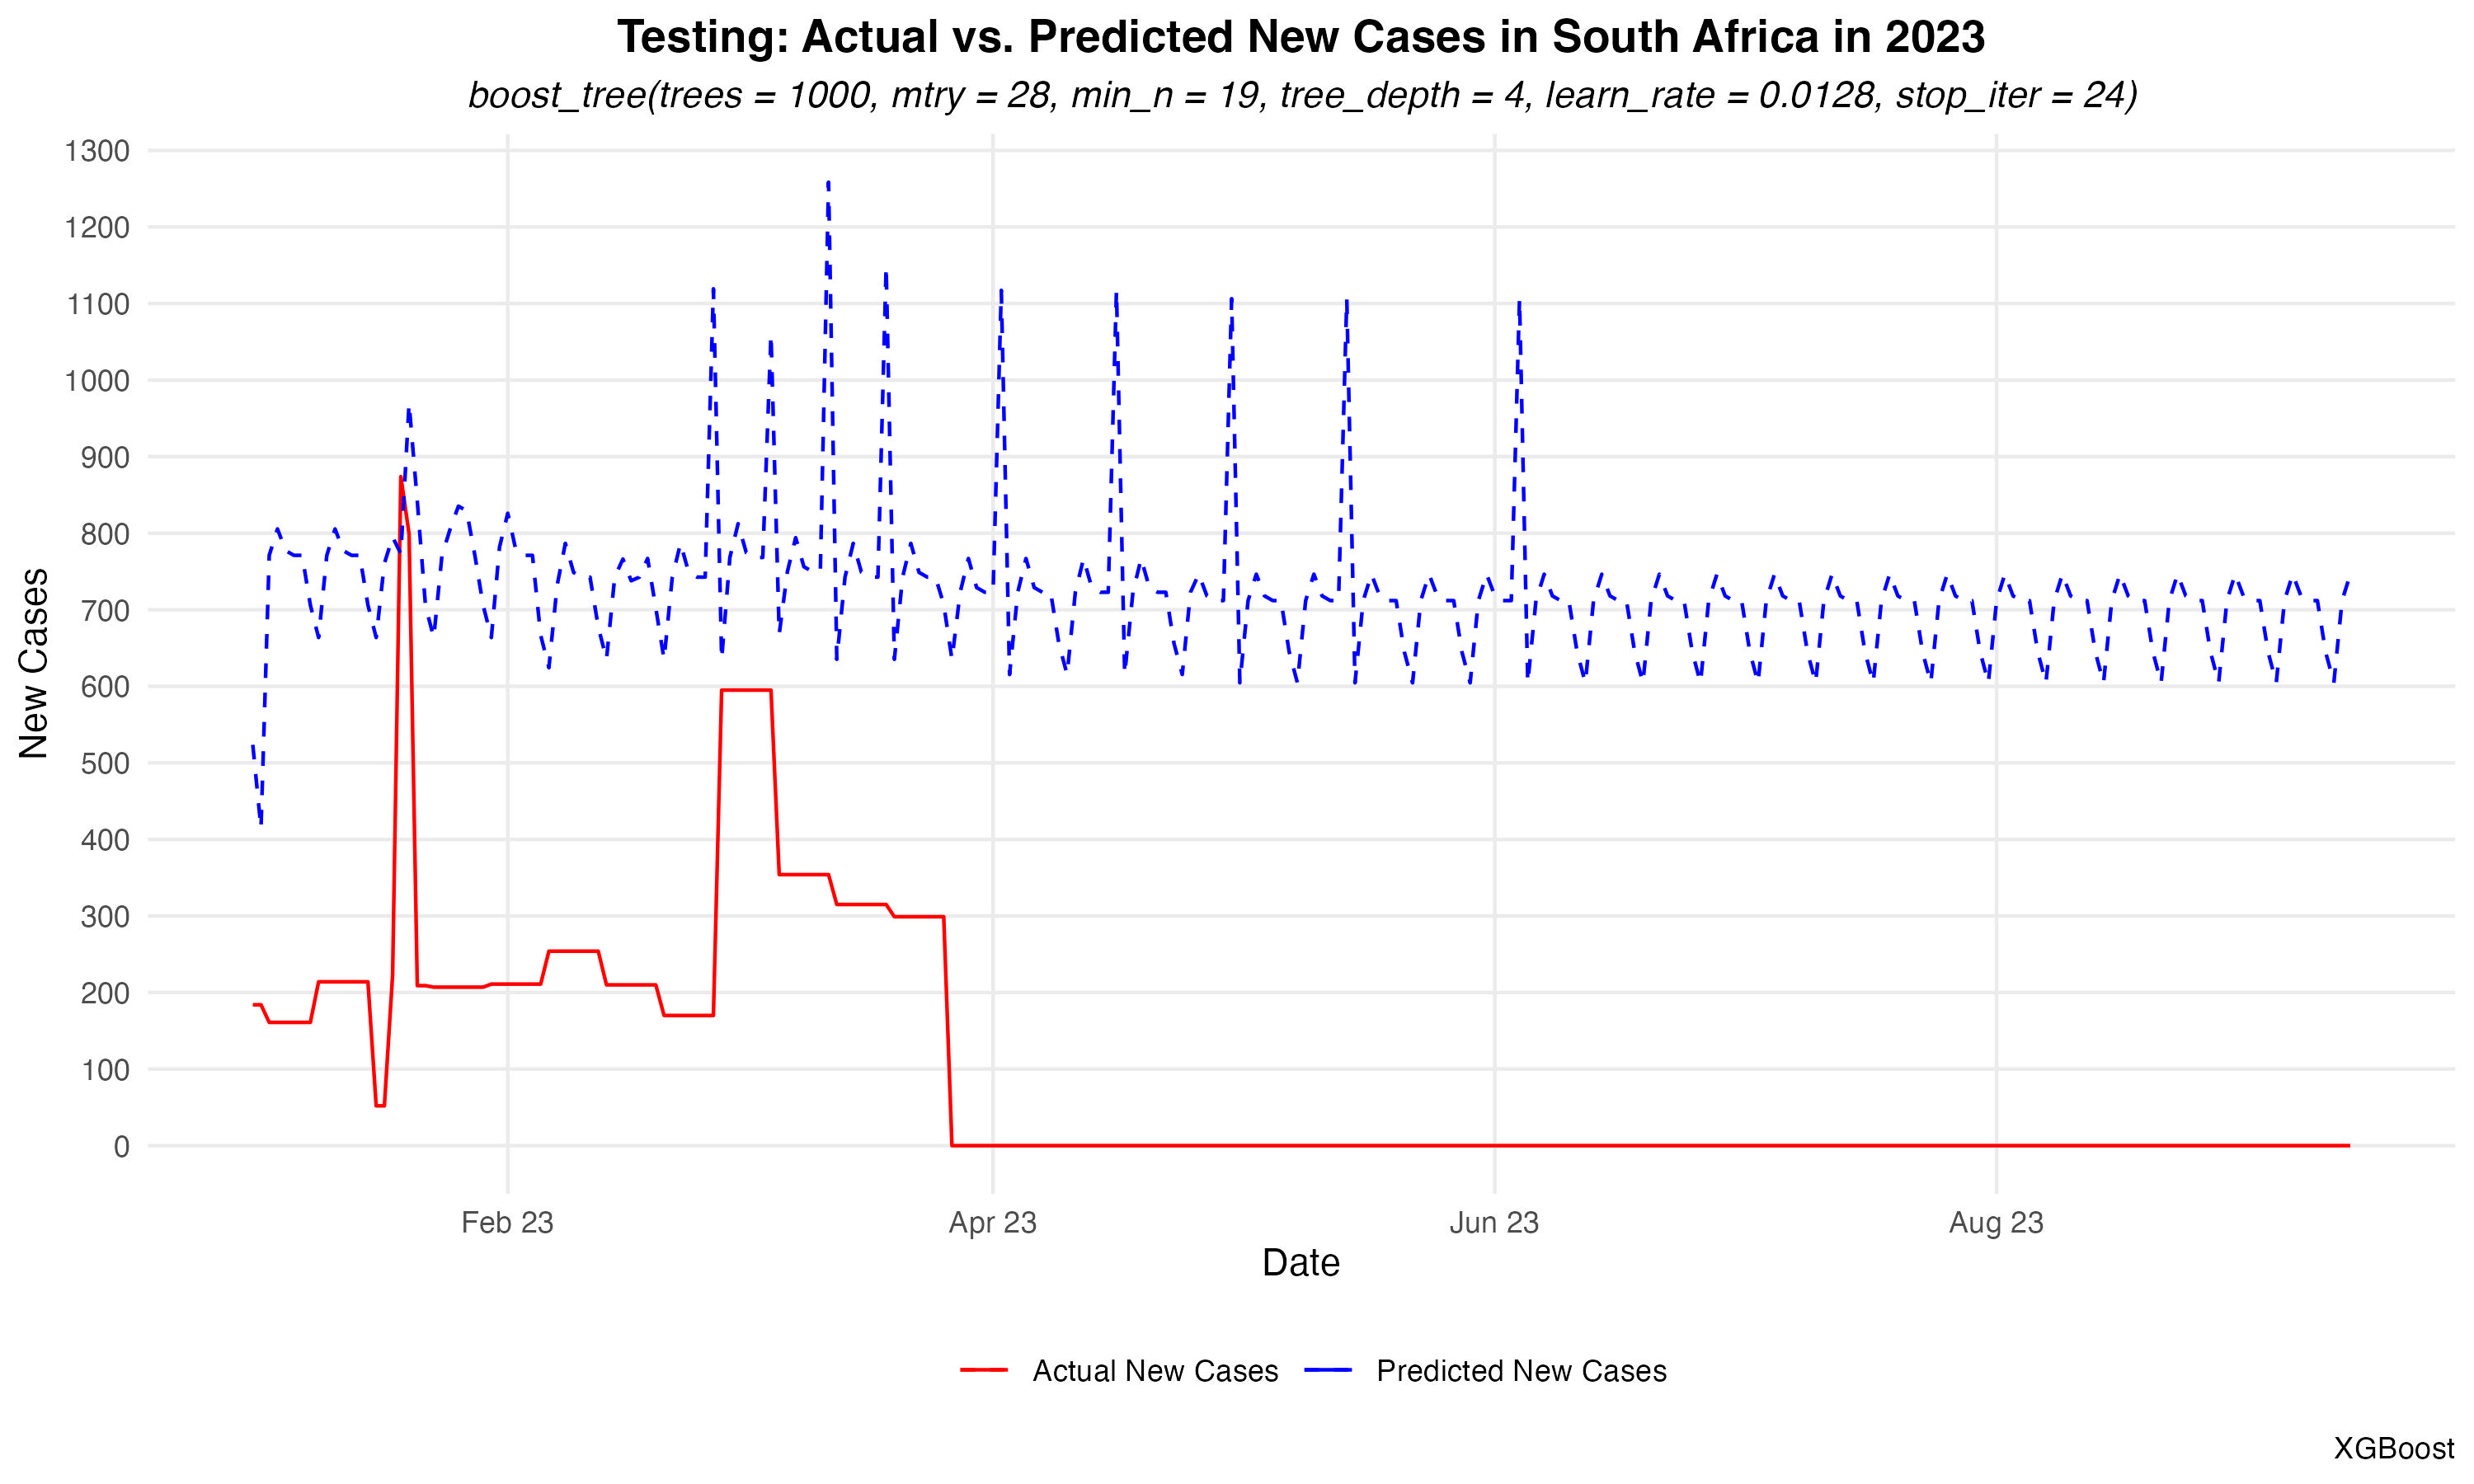 Testing: Actual vs. Predicted New Cases in South Africa in 2023
boost_tree(trees = 1000, mtry = 28, min_n = 19, tree_depth = 4, learn_rate = 0.0128, stop_iter = 24)
New Cases
1300
1200
1100
1000
900
800
700
600
500
400
300
200
100
0
Feb 23 Apr 23 Jun 23 Aug 23
Date
Actual New Cases Predicted New Cases
XGBoost